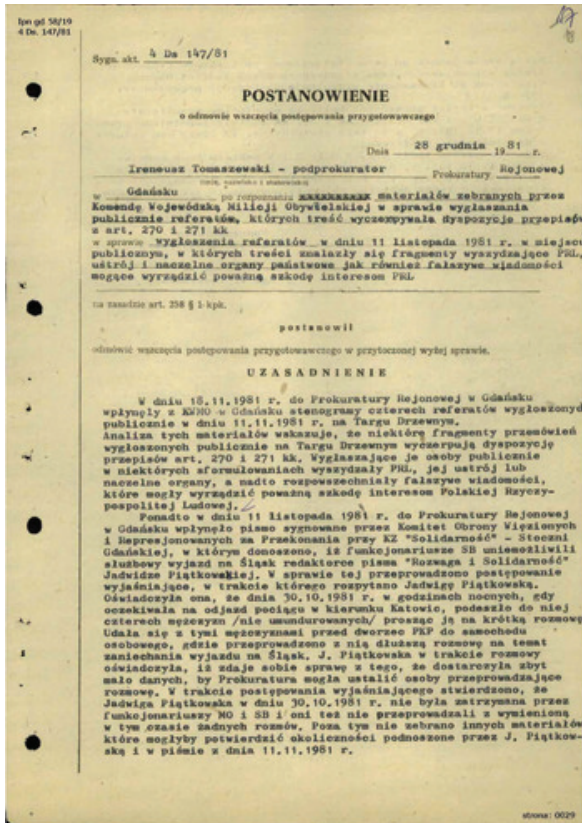 Ipn gd 58/19
4 Ds. 147/81
Sygn. akt. 4 Ds 147/81
POSTANOWIENIE
o odmowie wszczęcia postępowania przygotowawczego
Dnia 28 grudnia 1981 r.
Ireneusz Tomaszewski - podprokurator Prokuratury Rejonowej
w Gdańsku po rozpoznaniu materiałów zebranych przez
Komendę Wojewódzką Milicji Obywatelskiej w sprawie wygłaszania
publicznie referatów, których treść wyczerpywała dyspozycje przepisów
z art. 270 i 271 kk
w sprawie wygłoszenia referatów w dniu 11 listopada 1981 r. w miejscu
publicznym, w których treści znalazły się fragmenty wyszydzające PRL,
ustrój i naczelne organy państwowe jak również fałszywe wiadomości
mogące wyrządzić poważną szkodę interesom PRL
na zasadzie art. 258 § 1 kpk.
postanowił
odmówić wszczęcia postępowania przygotowawczego w przytoczonej wyżej sprawie.
UZASADNIENIE
W dniu 18.11.1981 r. do Prokuratury Rejonowej w Gdańsku
wpłynęły z KWMO w Gdańsku stenogramy czterech referatów wygłoszonych
publicznie w dniu 11.11.1981 r. na Targu Drzewnym.
Analiza tych materiałów wskazuje, że niektóre fragmenty przemówień
wygłoszonych publicznie na Targu Drzewnym wyczerpują dyspozycję
przepisów art. 270 i 271 kk. Wygłaszające je osoby publicznie
w niektórych sformułowaniach wyszydzały PRL, jej ustrój lub
naczelne organy, a nadto rozpowszechniały fałszywe wiadomości,
które mogły wyrządzić poważną szkodę interesom Polskiej Rzeczy-
pospolitej Ludowej.
Ponadto w dniu 11 listopada 1981 r. do Prokuratury Rejonowej
w Gdańsku wpłynęło pismo sygnowane przez Komitet Obrony Więzionych
i Represjonowanych za Przekonania przy KZ "Solidarność" - Stoczni
Gdańskiej, w którym donoszono, iż funkcjonariusze SB uniemożliwili
służbowy wyjazd na Śląsk redaktorce pisma "Rozwaga i Solidarność"
Jadwidze Piątkowskiej. W sprawie tej przeprowadzono postępowanie
wyjaśniające, w trakcie którego rozpytano Jadwigę Piątkowską.
Oświadczyła ona, że dnia 30.10.1981 r. w godzinach nocnych, gdy
oczekiwała na odjazd pociągu w kierunku Katowic, podeszło do niej
czterech mężczyzn /nie umundurowanych/ prosząc ją na krótką rozmowę.
Udała się z tymi mężczyznami przed dworzec PKP do samochodu
osobowego, gdzie przeprowadzono z nią dłuższą rozmowę na temat
zaniechania wyjazdu na Śląsk. J. Piątkowska w trakcie rozmowy
oświadczyła, iż zdaje sobie sprawę z tego, że dostarczyła zbyt
mało danych, by Prokuratura mogła ustalić osoby przeprowadzające
rozmowę. W trakcie postępowania wyjaśniającego stwierdzono, że
Jadwiga Piątkowska w dniu 30.10.1981 r. nie była zatrzymana przez
funkcjonariuszy MO i SB i oni też nie przeprowadzali z wymienioną
w tym czasie żadnych rozmów. Poza tym nie zebrano innych materiałów
które mogłyby potwierdzić okoliczności podnoszone przez J. Piątkow-
ską i w piśmie z dnia 11.11.1981 r.
strona: 0029